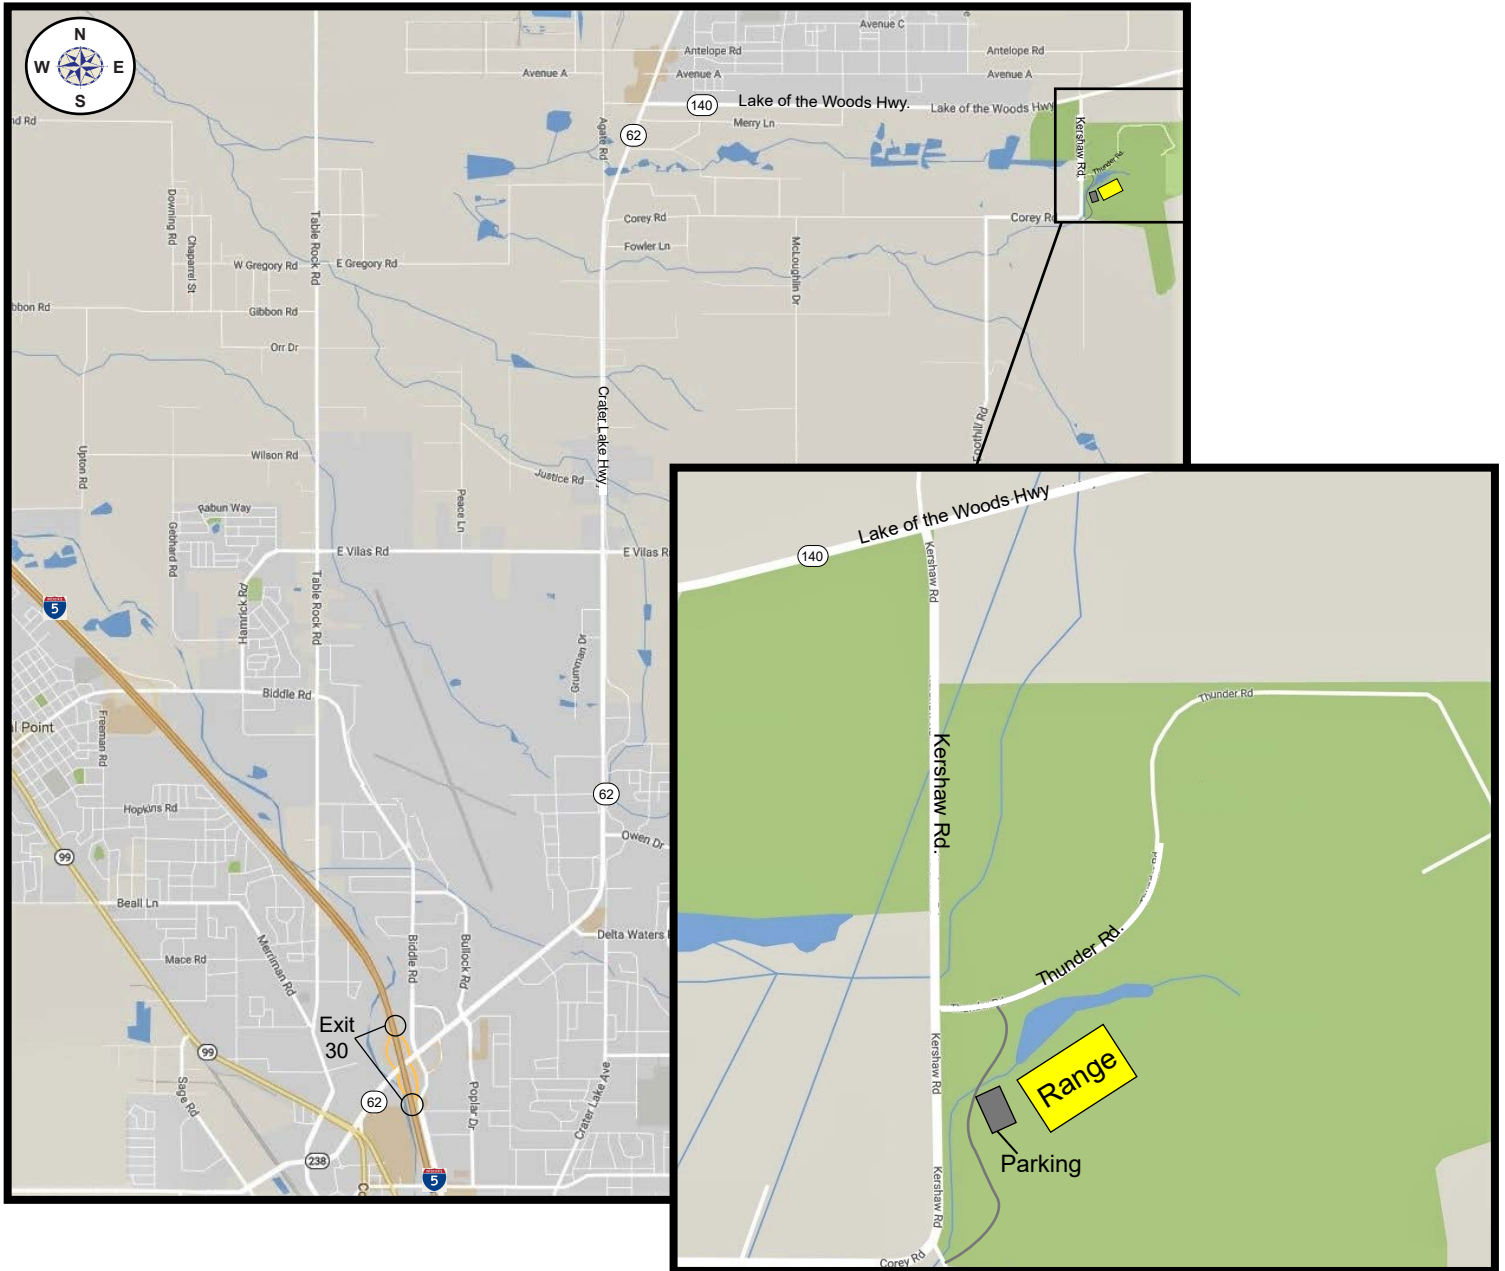 N
W E
S
Avenue C
Antelope Rd
Antelope Rd
Avenue A
Avenue A
Avenue A
140
Lake of the Woods Hwy.
Lake of the Woods Hwy
Merry Ln
62
Agate Rd
Kershaw Rd.
Thunder Rd.
nd Rd
Downing Rd
Chaparrel St
Table Rock Rd
Corey Rd
Corey Rd
Fowler Ln
McLoughlin Dr
W Gregory Rd
E Gregory Rd
bbon Rd
Gibbon Rd
Orr Dr
Crater Lake Hwy.
Foothill Rd
Upton Rd
Wilson Rd
Justice Rd
Peace Ln
Rabun Way
Gebhard Rd
E Vilas Rd
E Vilas R
5
Table Rock Rd
Hamrick Rd
Grumman Dr
Biddle Rd
l Point
Freeman Rd
62
Hopkins Rd
Owen Dr
99
Beall Ln
Merriman Rd
Biddle Rd
Bullock Rd
Delta Waters
Mace Rd
Exit
30
99
Sage Rd
62
Poplar Dr
Crater Lake Ave
238
5
Co
Lake of the Woods Hwy
140
Kershaw Rd
Thunder Rd
Kershaw Rd.
Thunder Rd.
Kershaw Rd
Range
Parking
Kershaw Rd
Corey Rd